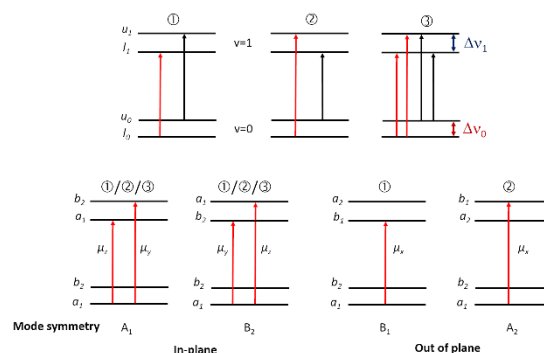 ① ② ③
u₁
l₁ v=1 Δν₁
u₀
l₀ v=0 Δν₀
①/②/③ ①/②/③ ① ②
b₂ a₁ a₂ b₁
a₁ b₂ b₁ a₂
μz μy μy μz μx μx
b₂ b₂ b₂ b₂
a₁ a₁ a₁ a₁
Mode symmetry A₁ B₂ B₁ A₂
In-plane Out of plane